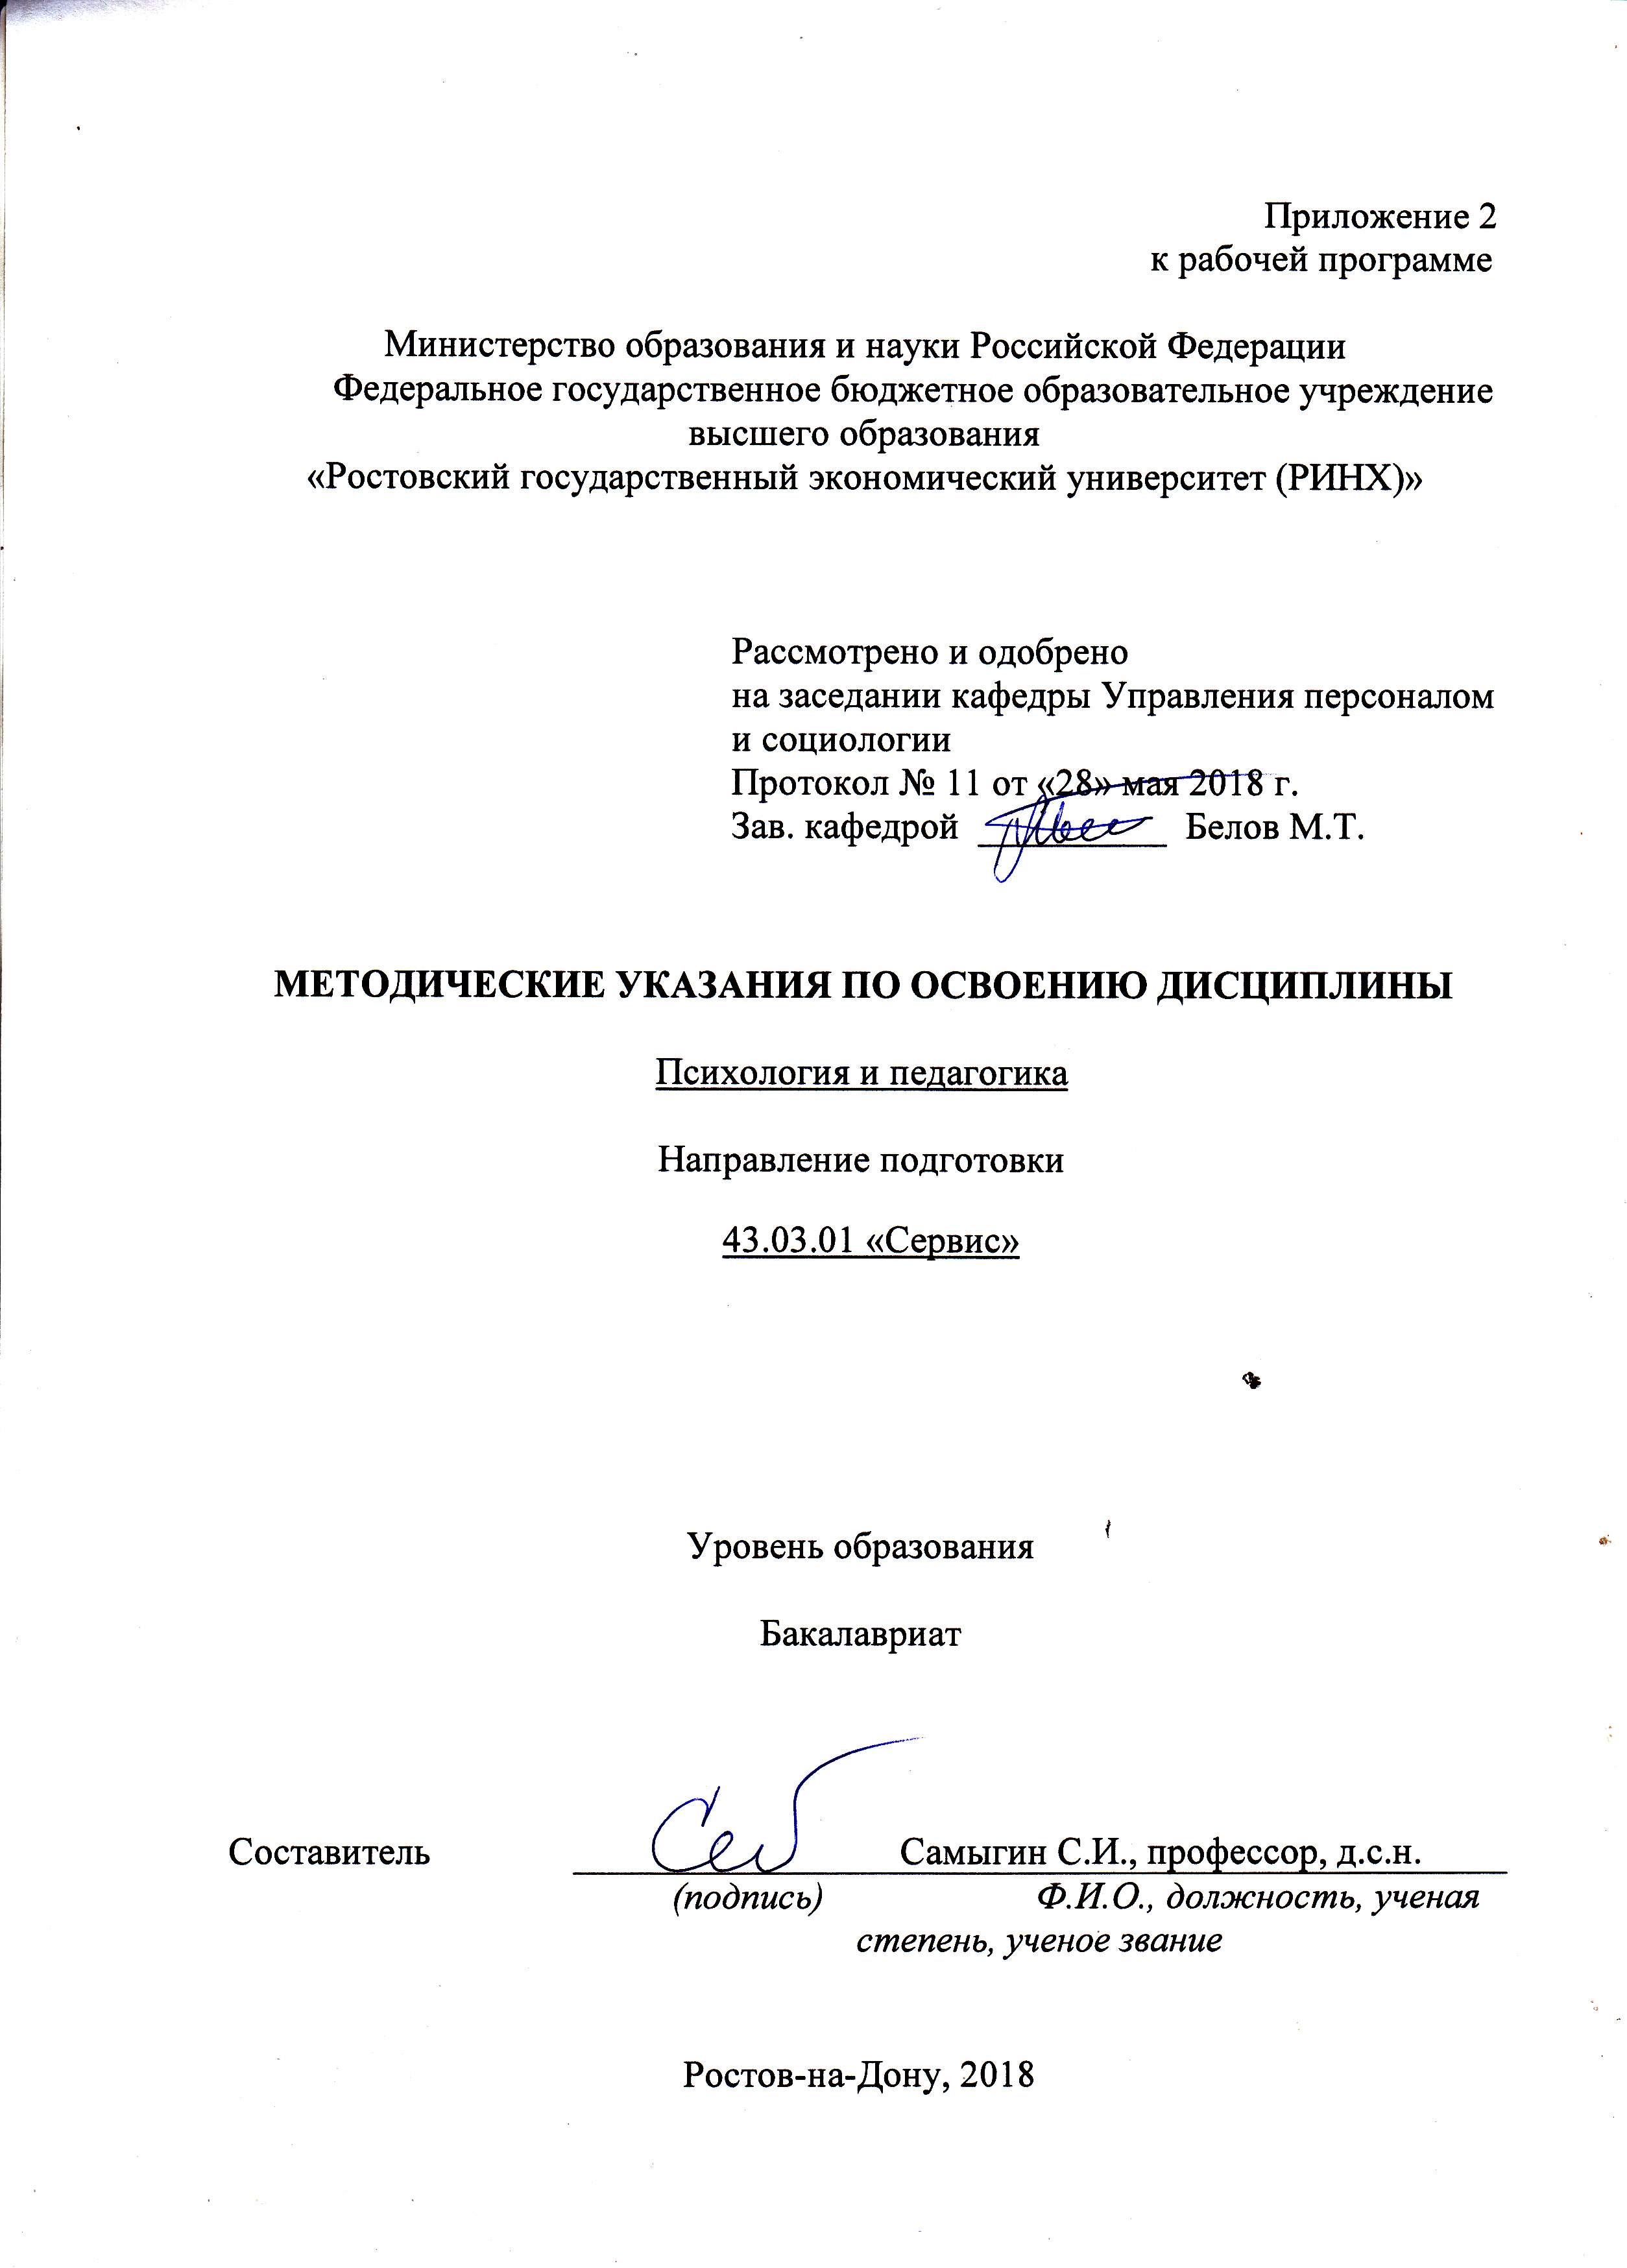 Приложение 2
к рабочей программе
Министерство образования и науки Российской Федерации
Федеральное государственное бюджетное образовательное учреждение
высшего образования
«Ростовский государственный экономический университет (РИНХ)»
Рассмотрено и одобрено
на заседании кафедры Управления персоналом
и социологии
Протокол № 11 от «28» мая 2018 г.
Зав. кафедрой ___________ Белов М.Т.
МЕТОДИЧЕСКИЕ УКАЗАНИЯ ПО ОСВОЕНИЮ ДИСЦИПЛИНЫ
Психология и педагогика
Направление подготовки
43.03.01 «Сервис»
Уровень образования
Бакалавриат
Составитель Самыгин С.И., профессор, д.с.н.
(подпись) Ф.И.О., должность, ученая
степень, ученое звание
Ростов-на-Дону, 2018